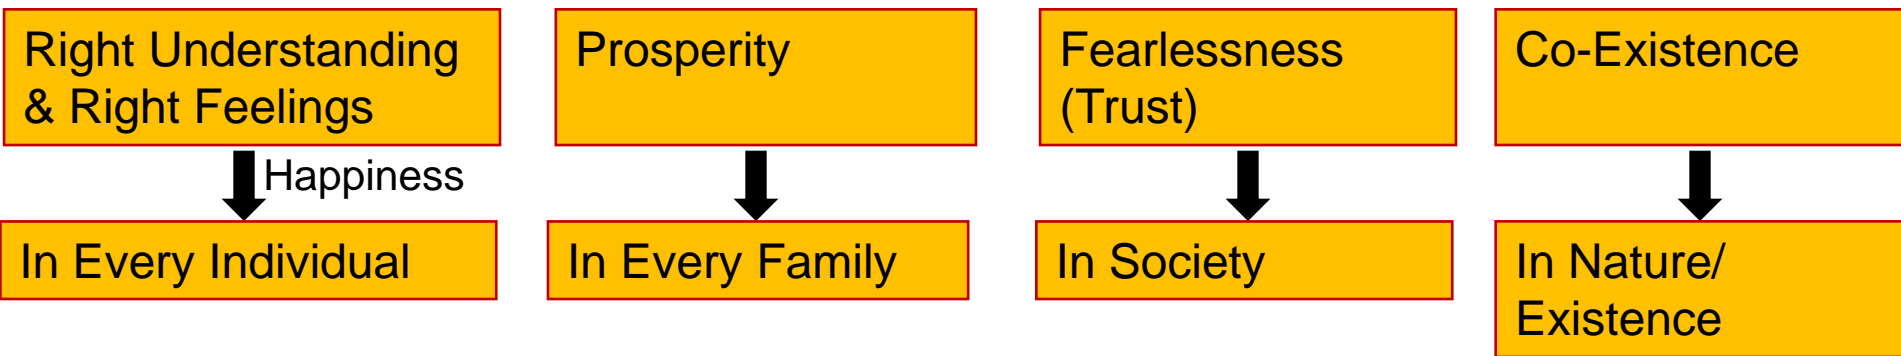 Right Understanding
& Right Feelings
Prosperity
Fearlessness
(Trust)
Co-Existence
Happiness
In Every Individual
In Every Family
In Society
In Nature/
Existence